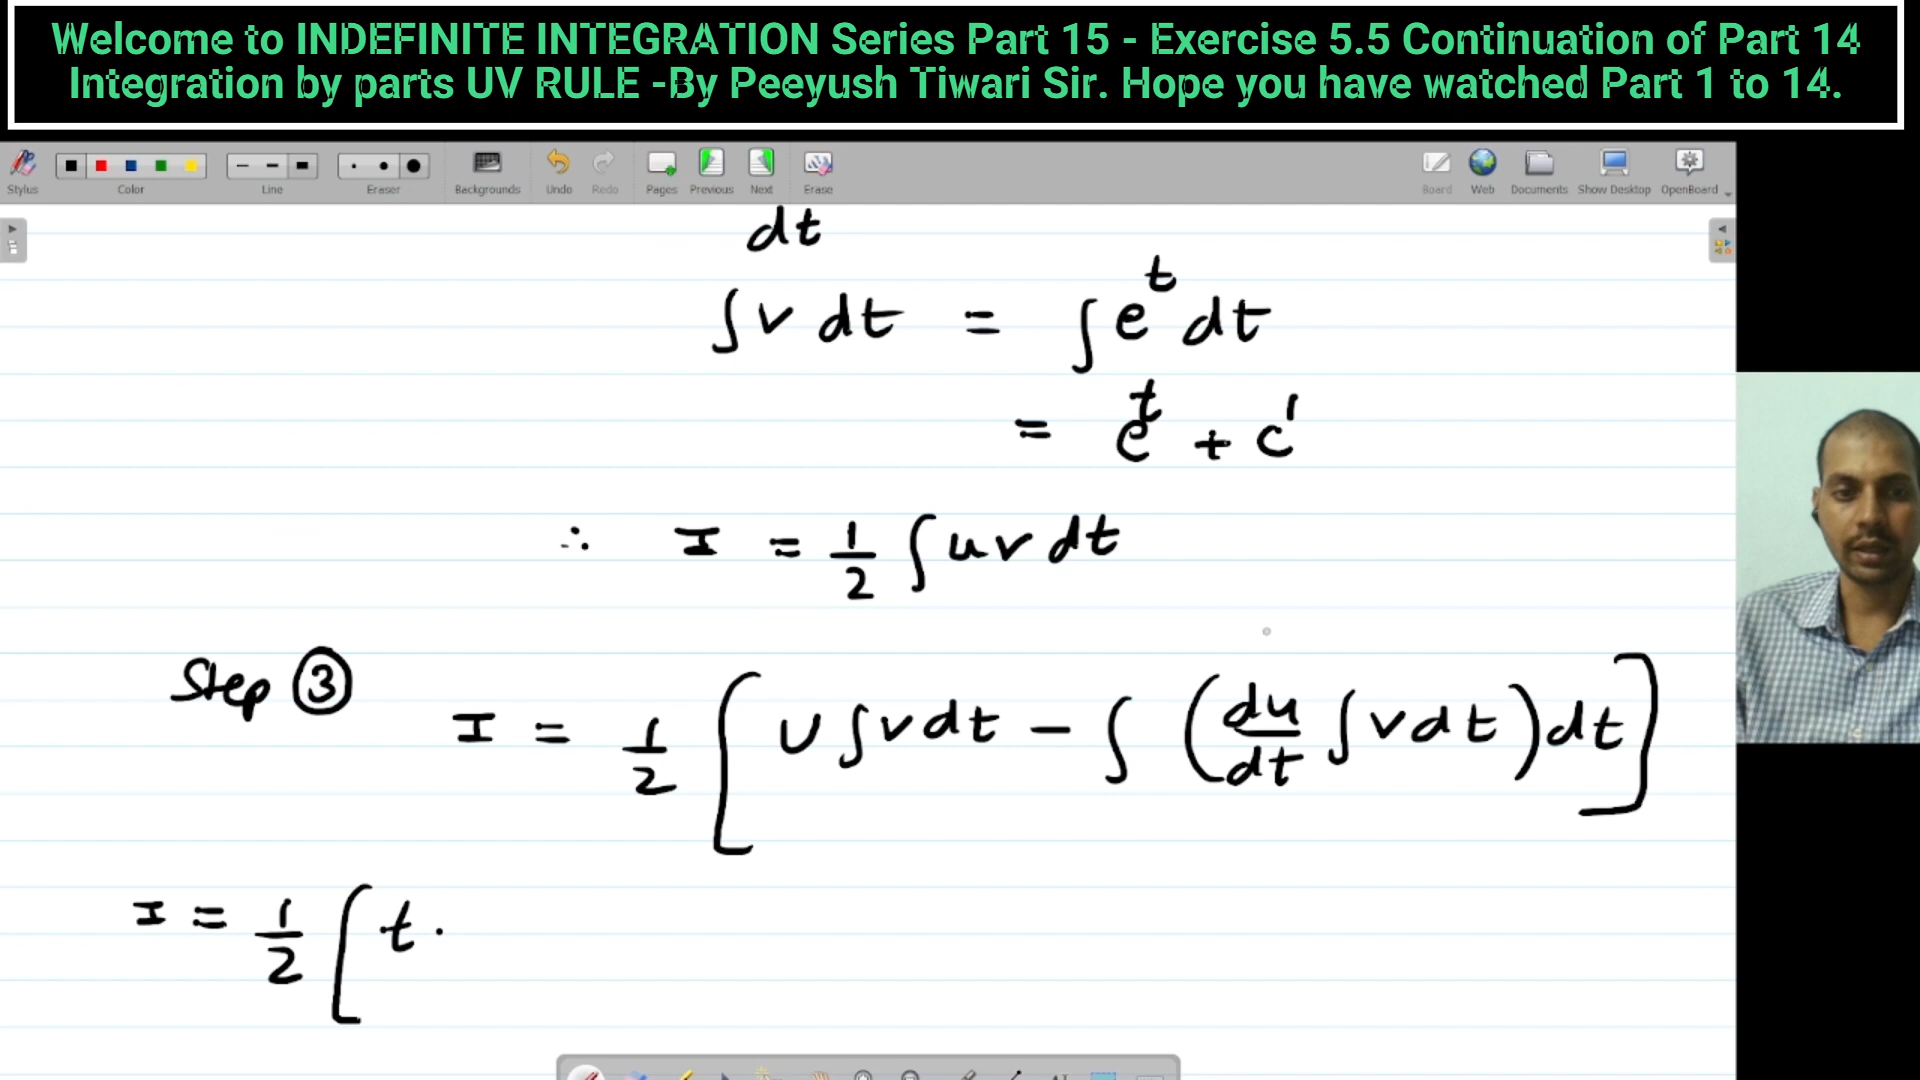 Welcome to INDEFINITE INTEGRATION Series Part 15 - Exercise 5.5 Continuation of Part 14
Integration by parts UV RULE -By Peeyush Tiwari Sir. Hope you have watched Part 1 to 14.
Stylus Color Line Eraser Backgrounds Undo Redo Pages Previous Next Erase Board Web Documents Show Desktop OpenBoard
dt
∫ v dt = ∫ e^t dt
= e^t + c'
∴ I = 1/2 ∫ u v dt
Step ③
I = 1/2 [ U ∫ v dt - ∫ ( du/dt ∫ v dt ) dt ]
I = 1/2 [ t .